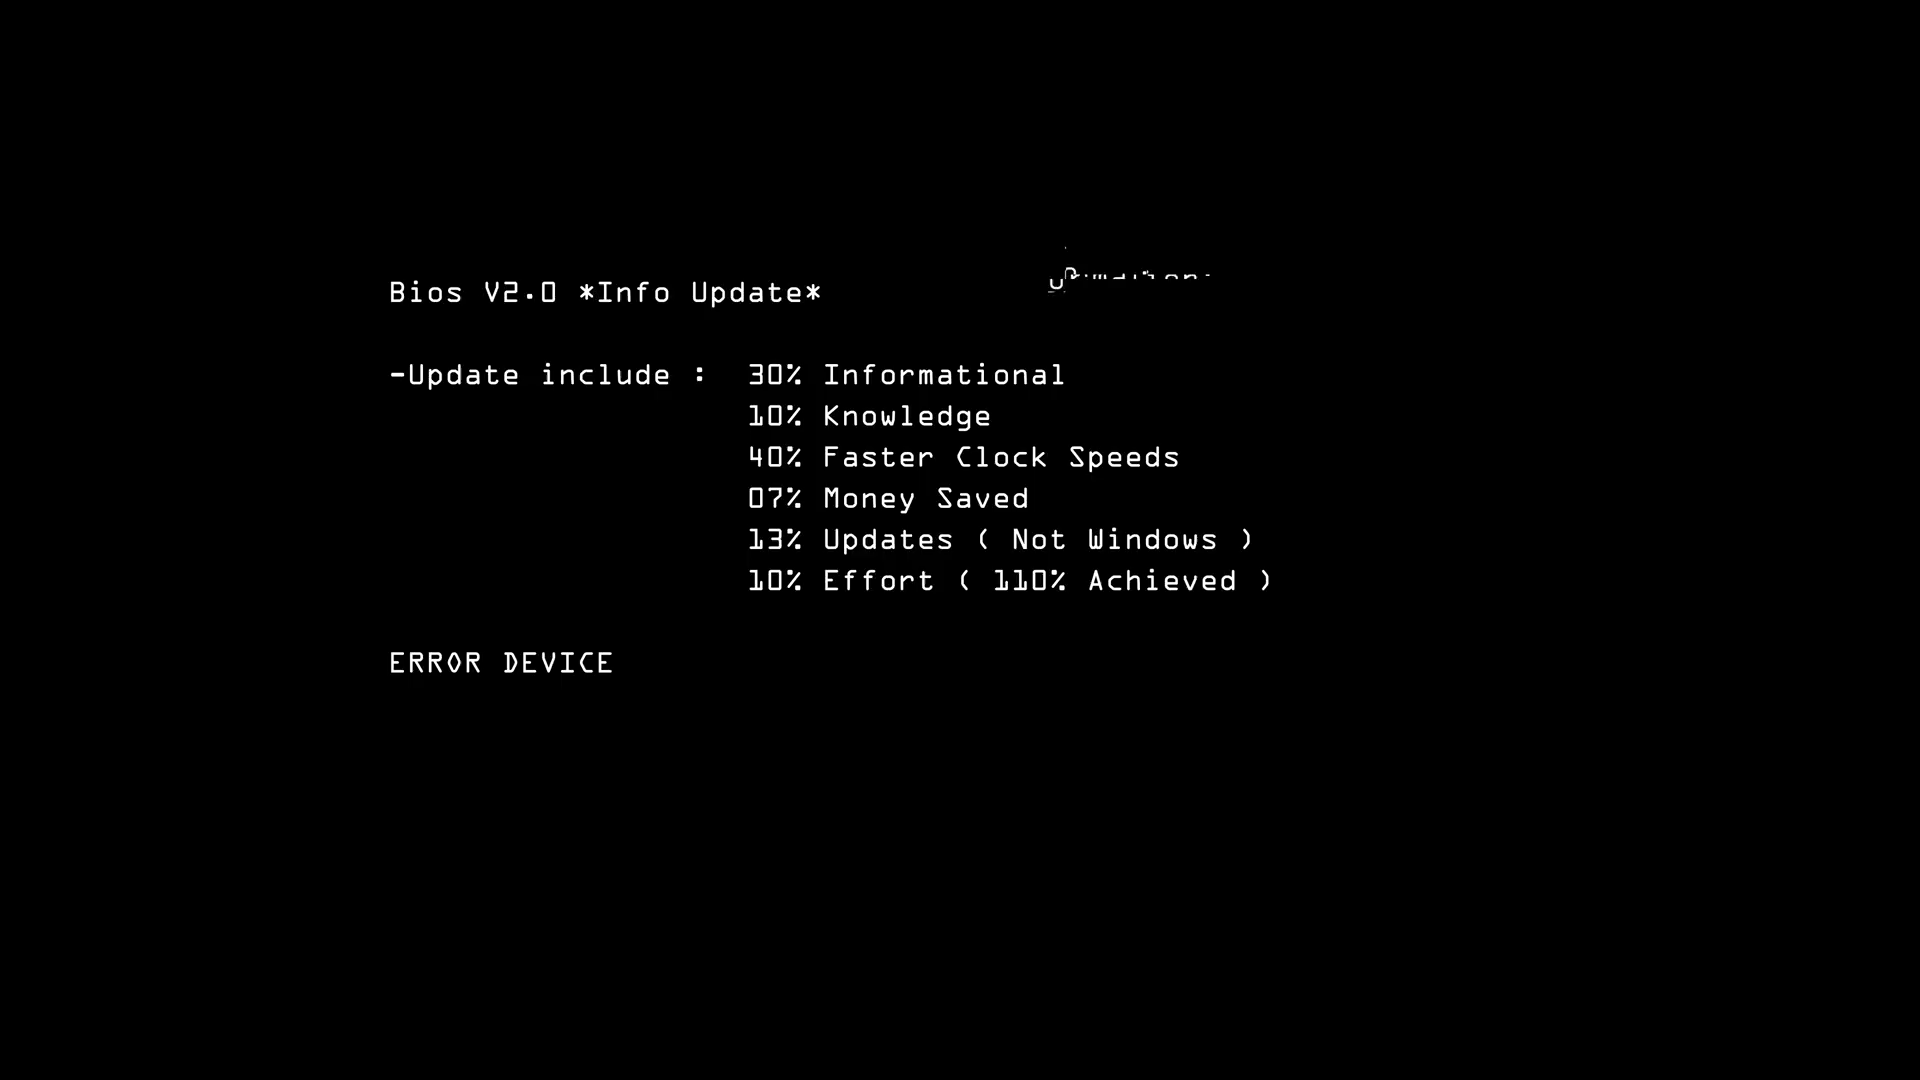 Bios V2.0 *Info Update*
-Update include : 30% Informational
10% Knowledge
40% Faster Clock Speeds
07% Money Saved
13% Updates ( Not Windows )
10% Effort ( 110% Achieved )
ERROR DEVICE